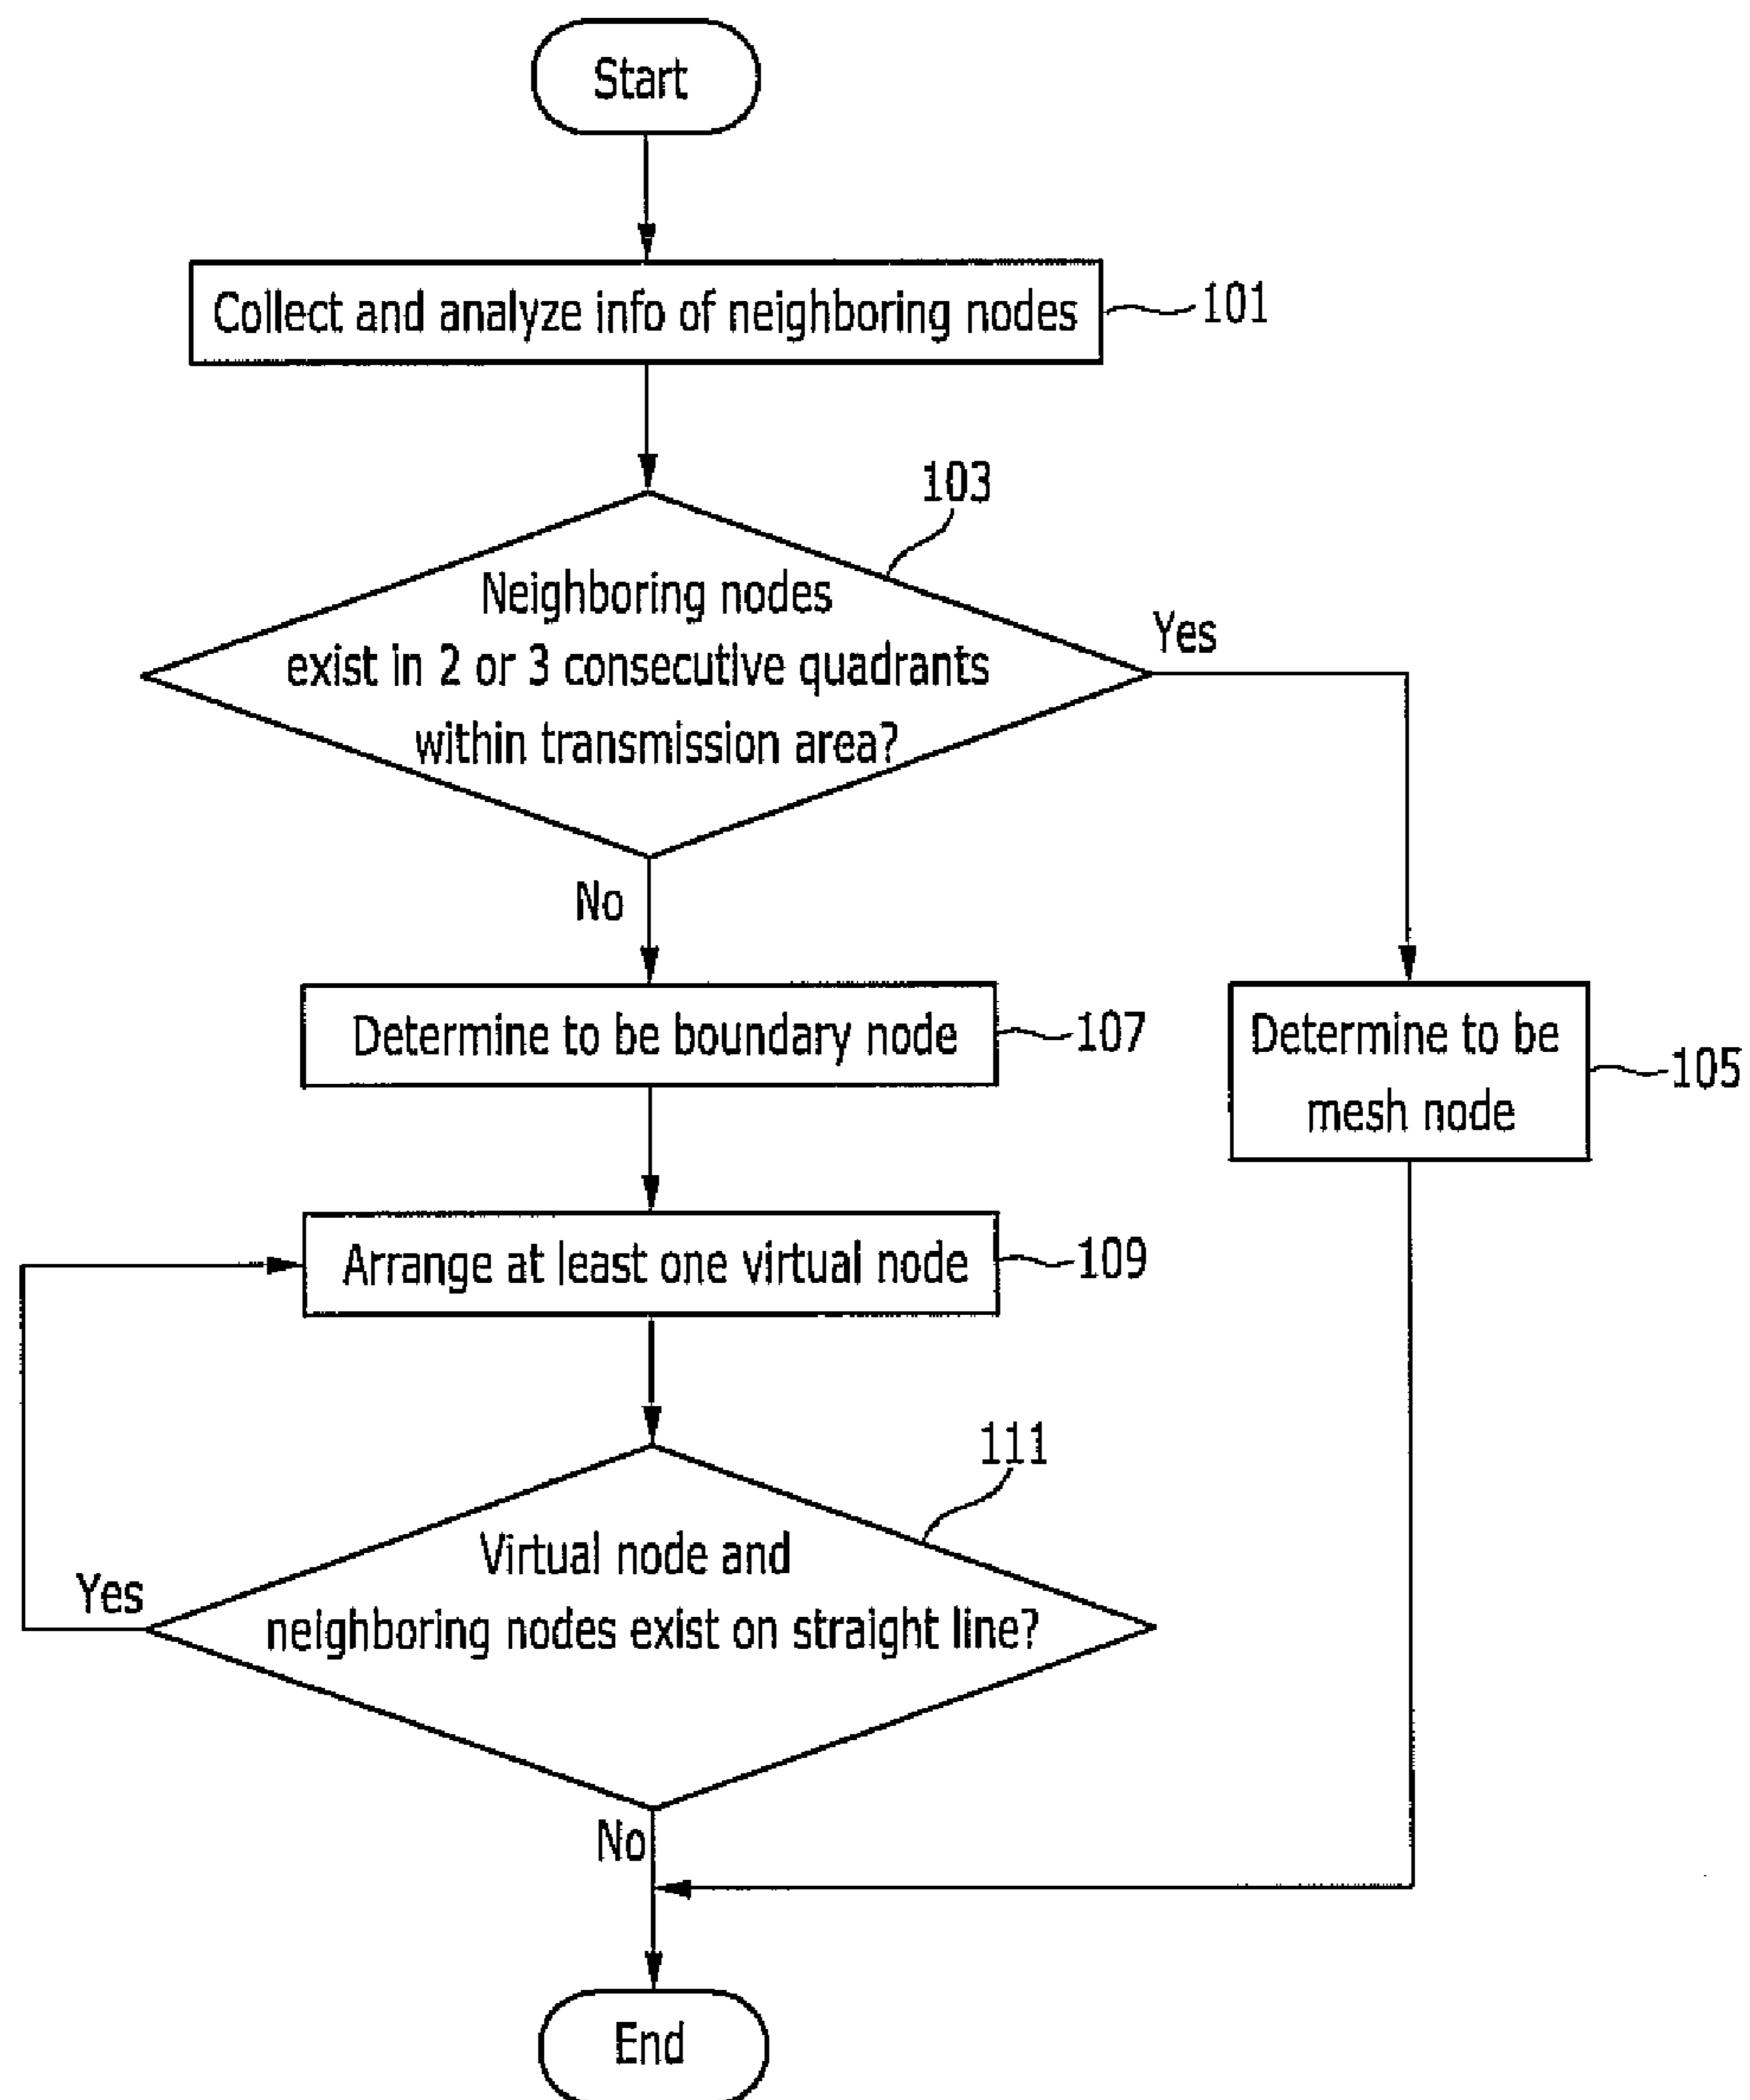 Start
Collect and analyze info of neighboring nodes
101
103
Neighboring nodes
exist in 2 or 3 consecutive quadrants
within transmission area?
Yes
No
Determine to be boundary node
107
Determine to be
mesh node
105
Arrange at least one virtual node
109
111
Virtual node and
neighboring nodes exist on straight line?
Yes
No
End